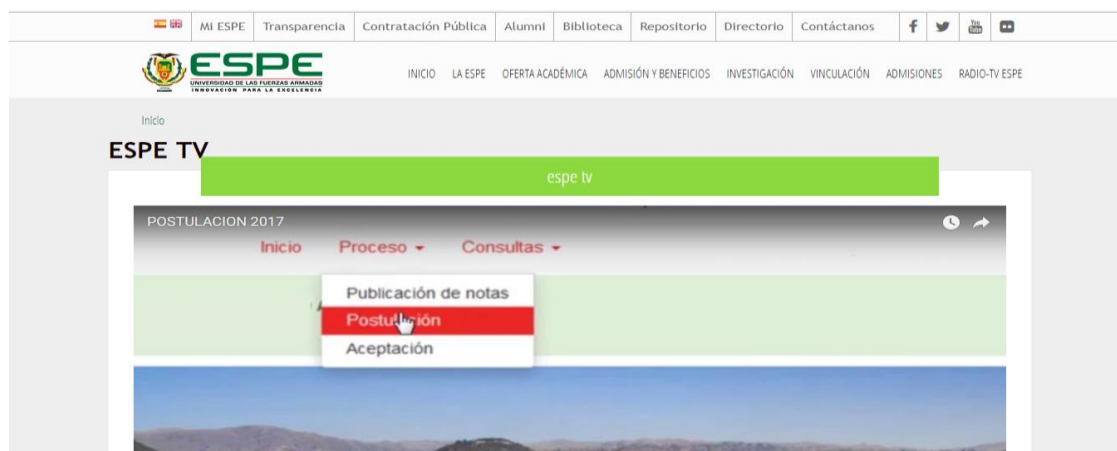 MI ESPE Transparencia Contratación Pública Alumni Biblioteca Repositorio Directorio Contáctanos f You Tube
ESPE
UNIVERSIDAD DE LAS FUERZAS ARMADAS
INNOVACIÓN PARA LA EXCELENCIA
INICIO LA ESPE OFERTA ACADÉMICA ADMISIÓN Y BENEFICIOS INVESTIGACIÓN VINCULACIÓN ADMISIONES RADIO-TV ESPE
Inicio
ESPE TV
espe tv
POSTULACION 2017
Inicio Proceso Consultas
Publicación de notas
Postulación
Aceptación